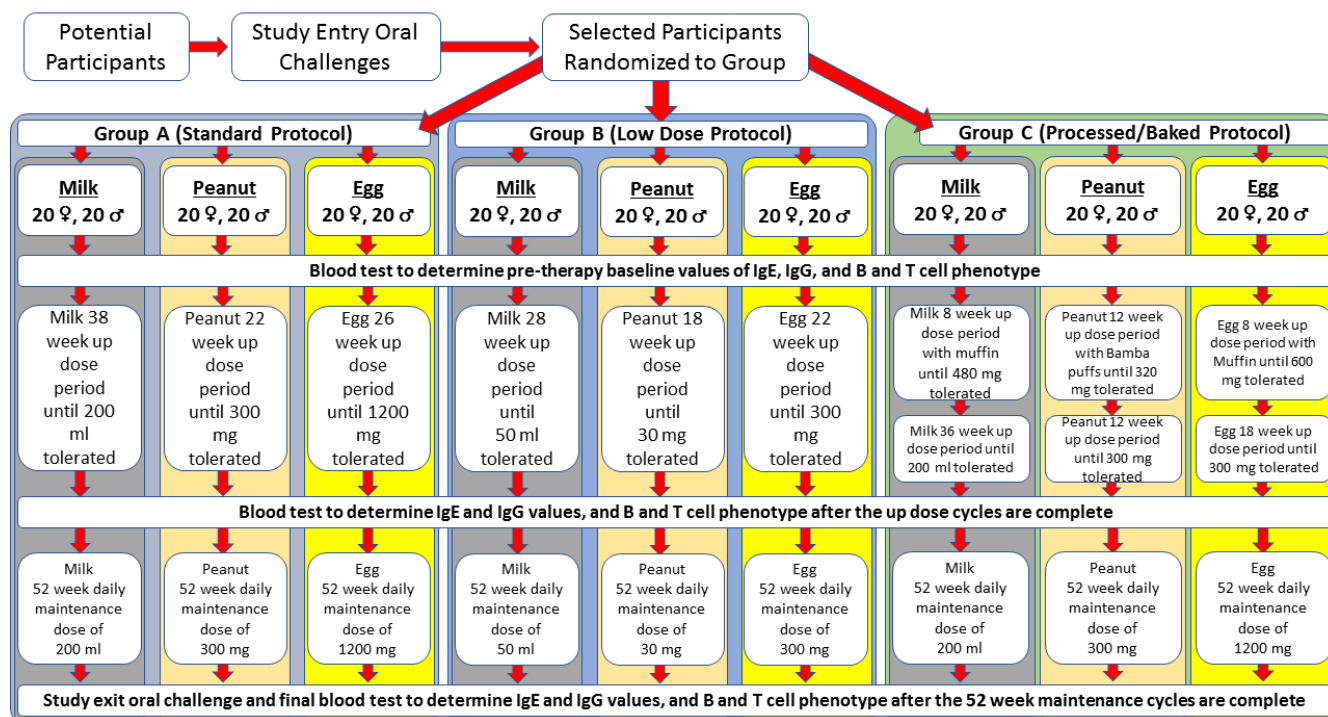 Potential
Participants
Study Entry Oral
Challenges
Selected Participants
Randomized to Group
Group A (Standard Protocol)
Group B (Low Dose Protocol)
Group C (Processed/Baked Protocol)
Milk
20 ♀, 20 ♂
Peanut
20 ♀, 20 ♂
Egg
20 ♀, 20 ♂
Milk
20 ♀, 20 ♂
Peanut
20 ♀, 20 ♂
Egg
20 ♀, 20 ♂
Milk
20 ♀, 20 ♂
Peanut
20 ♀, 20 ♂
Egg
20 ♀, 20 ♂
Blood test to determine pre-therapy baseline values of IgE, IgG, and B and T cell phenotype
Milk 38
week up
dose
period
until 200
ml
tolerated
Peanut 22
week up
dose
period
until 300
mg
tolerated
Egg 26
week up
dose
period
until 1200
mg
tolerated
Milk 28
week up
dose
period
until
50 ml
tolerated
Peanut 18
week up
dose
period
until
30 mg
tolerated
Egg 22
week up
dose
period
until 300
mg
tolerated
Milk 8 week up
dose period
with muffin
until 480 mg
tolerated
Peanut 12 week
up dose period
with Bamba
puffs until 320
mg tolerated
Egg 8 week up
dose period with
Muffin until 600
mg tolerated
Milk 36 week up
dose period until
200 ml tolerated
Peanut 12 week
up dose period
until 300 mg
tolerated
Egg 18 week up
dose period until
300 mg tolerated
Blood test to determine IgE and IgG values, and B and T cell phenotype after the up dose cycles are complete
Milk
52 week daily
maintenance
dose of
200 ml
Peanut
52 week daily
maintenance
dose of
300 mg
Egg
52 week daily
maintenance
dose of
1200 mg
Milk
52 week daily
maintenance
dose of
50 ml
Peanut
52 week daily
maintenance
dose of
30 mg
Egg
52 week daily
maintenance
dose of
300 mg
Milk
52 week daily
maintenance
dose of
200 ml
Peanut
52 week daily
maintenance
dose of
300 mg
Egg
52 week daily
maintenance
dose of
1200 mg
Study exit oral challenge and final blood test to determine IgE and IgG values, and B and T cell phenotype after the 52 week maintenance cycles are complete